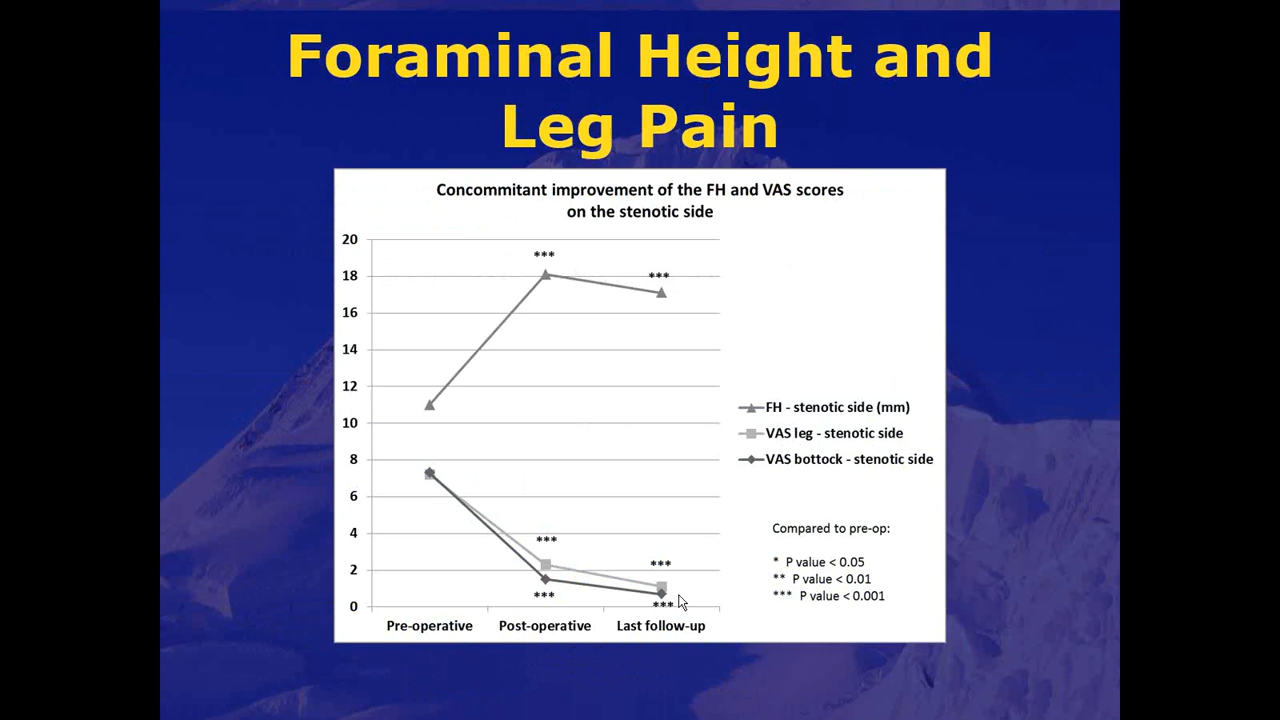 Foraminal Height and
Leg Pain
Concommitant improvement of the FH and VAS scores
on the stenotic side
20
18
16
14
12
10
8
6
4
2
0
***
***
***
***
***
***
Pre-operative
Post-operative
Last follow-up
FH - stenotic side (mm)
VAS leg - stenotic side
VAS bottock - stenotic side
Compared to pre-op:
* P value < 0.05
** P value < 0.01
*** P value < 0.001